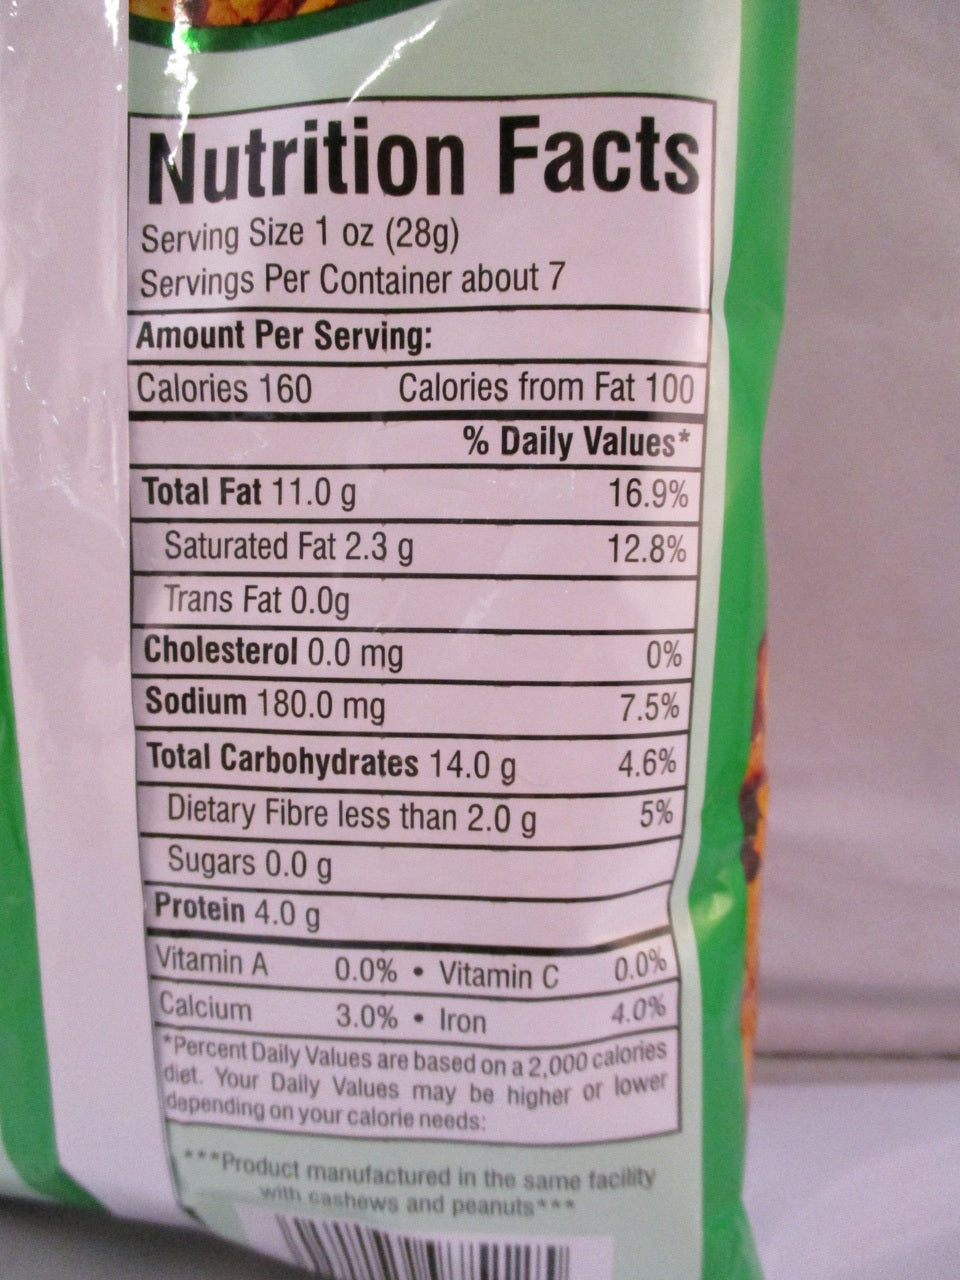 Nutrition Facts
Serving Size 1 oz (28g)
Servings Per Container about 7
Amount Per Serving:
Calories 160 Calories from Fat 100
% Daily Values*
Total Fat 11.0 g 16.9%
Saturated Fat 2.3 g 12.8%
Trans Fat 0.0g
Cholesterol 0.0 mg 0%
Sodium 180.0 mg 7.5%
Total Carbohydrates 14.0 g 4.6%
Dietary Fibre less than 2.0 g 5%
Sugars 0.0 g
Protein 4.0 g
Vitamin A 0.0% • Vitamin C 0.0%
Calcium 3.0% • Iron 4.0%
*Percent Daily Values are based on a 2,000 calories
diet. Your Daily Values may be higher or lower
depending on your calorie needs:
***Product manufactured in the same facility
with cashews and peanuts***